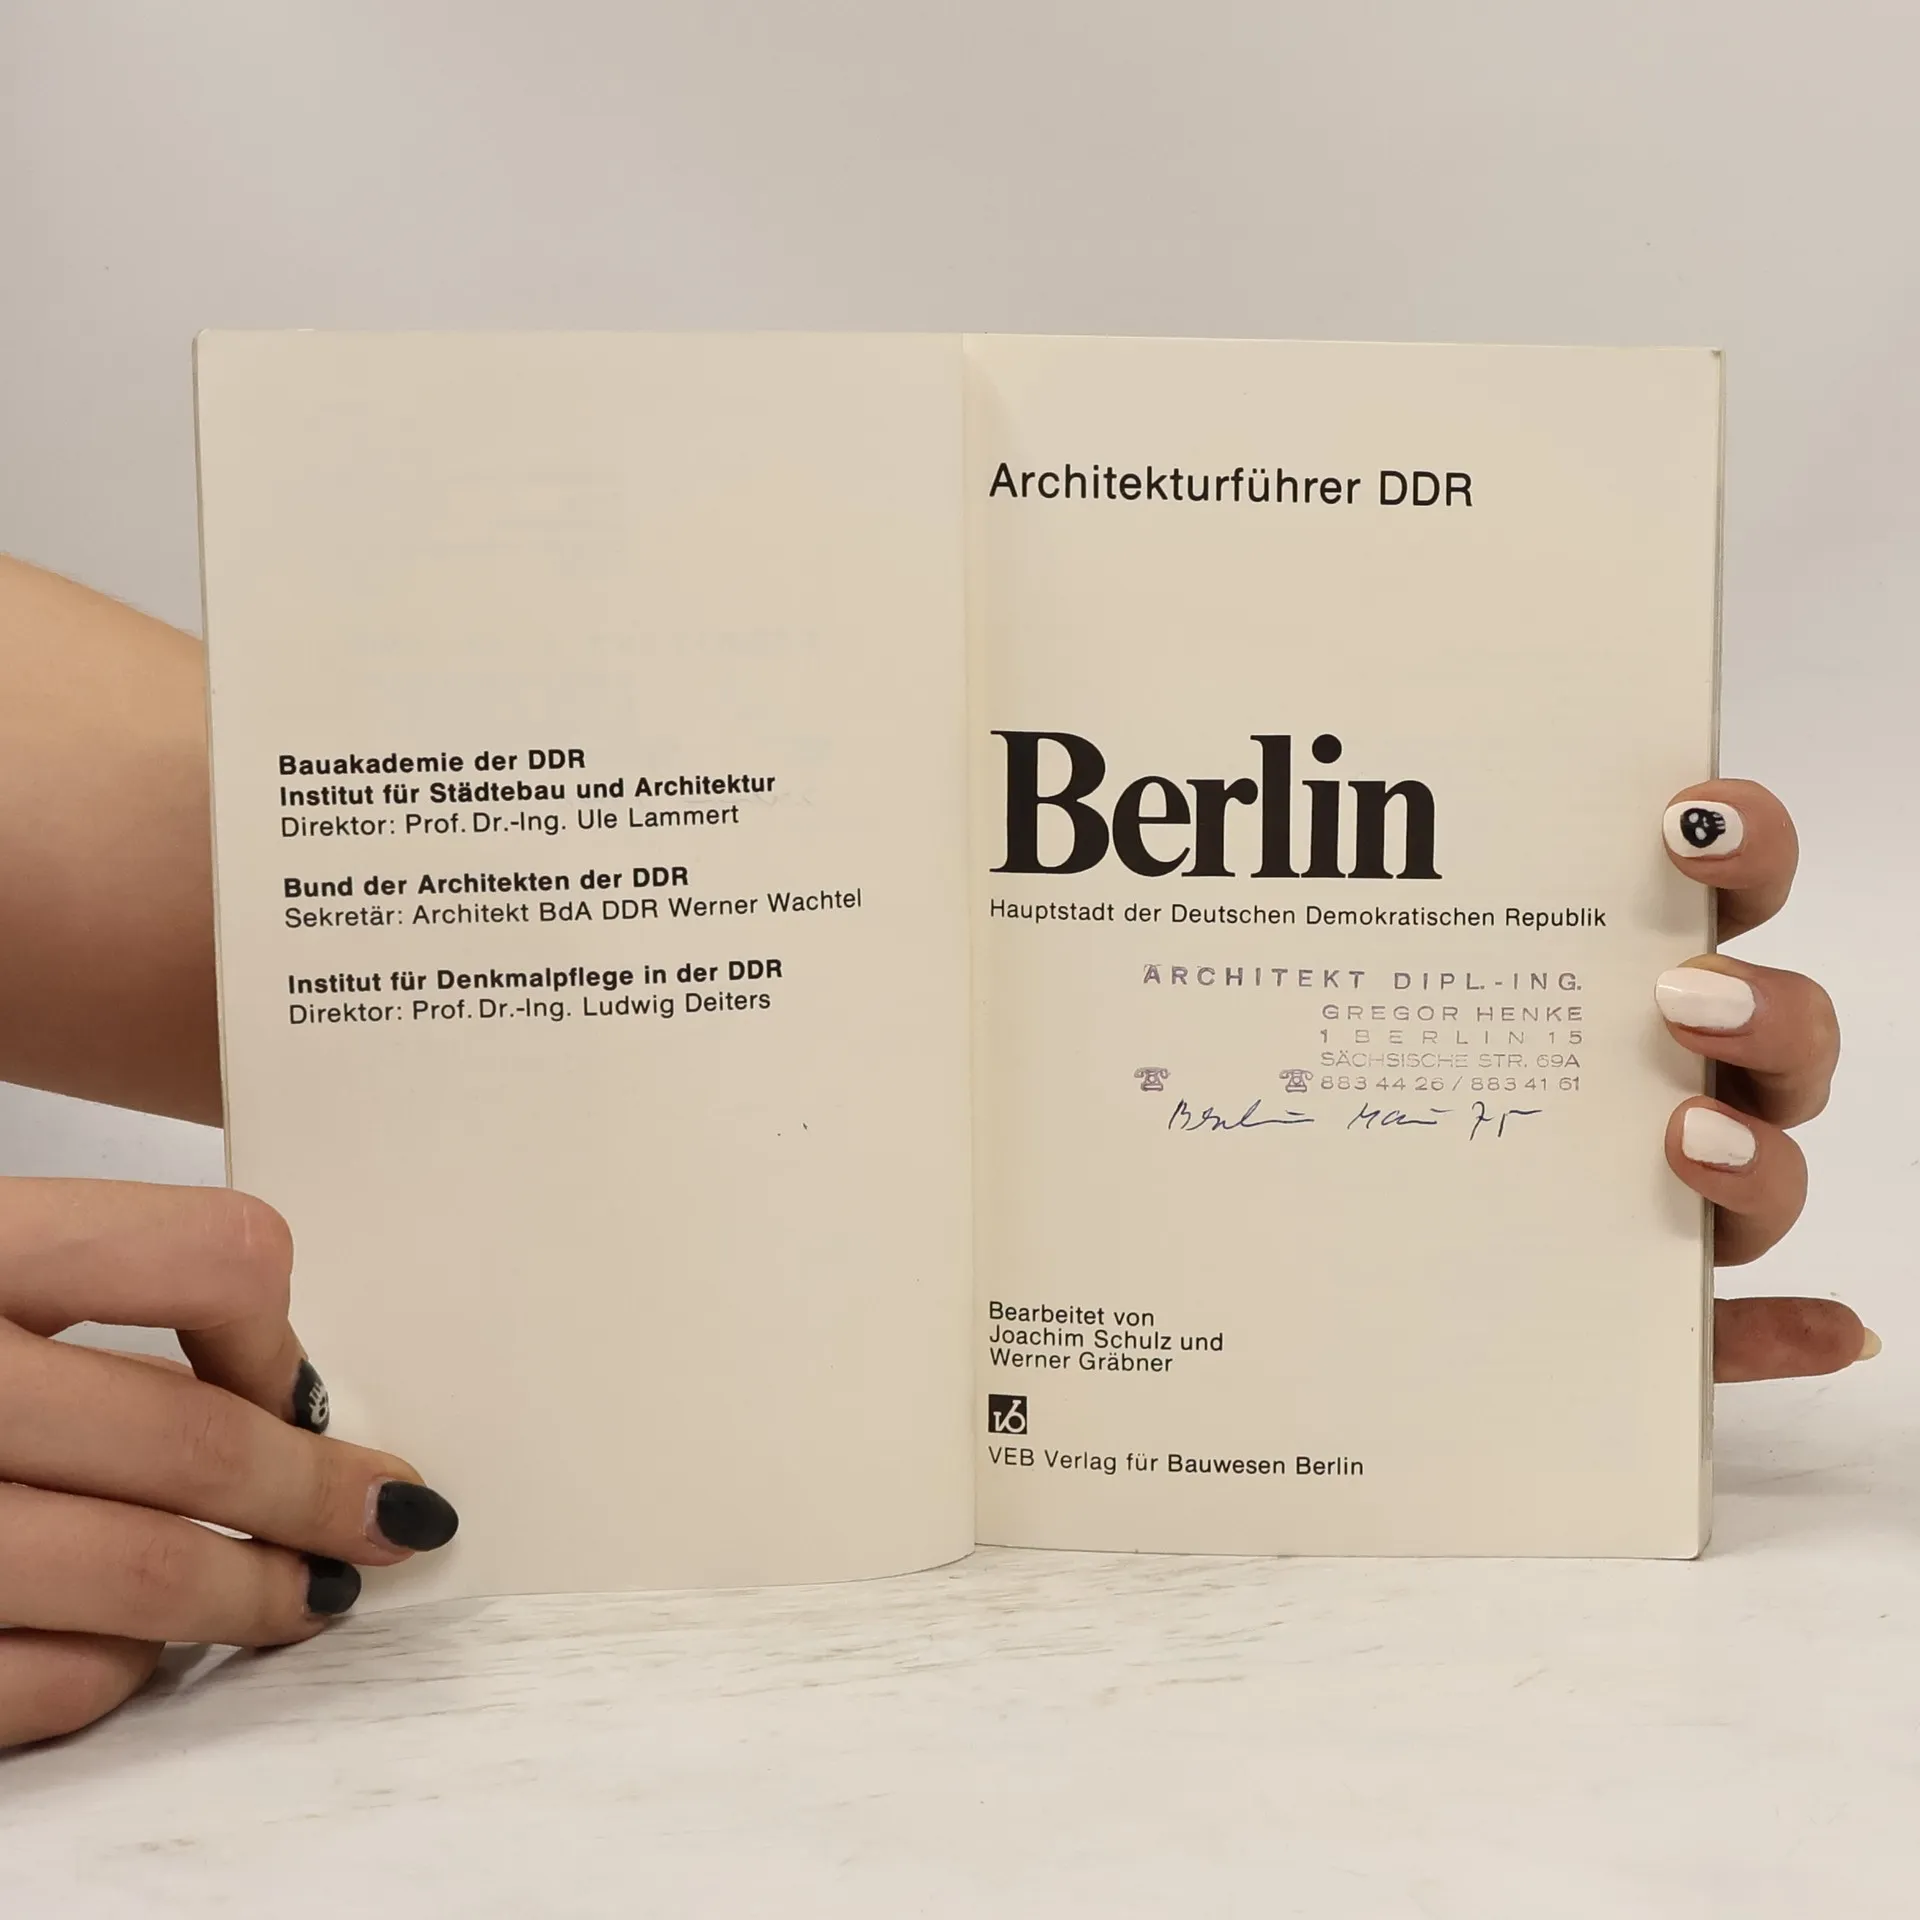 Bauakademie der DDR
Institut für Städtebau und Architektur
Direktor: Prof. Dr.-Ing. Ule Lammert
Bund der Architekten der DDR
Sekretär: Architekt BdA DDR Werner Wachtel
Institut für Denkmalpflege in der DDR
Direktor: Prof. Dr.-Ing. Ludwig Deiters
Architekturführer DDR
Berlin
Hauptstadt der Deutschen Demokratischen Republik
ARCHITEKT DIPL.-ING.
GREGOR HENKE
1 BERLIN 15
SÄCHSISCHE STR. 69A
883 44 26 / 883 41 61
Berlin Mai 75
Bearbeitet von
Joachim Schulz und
Werner Gräbner
VEB Verlag für Bauwesen Berlin